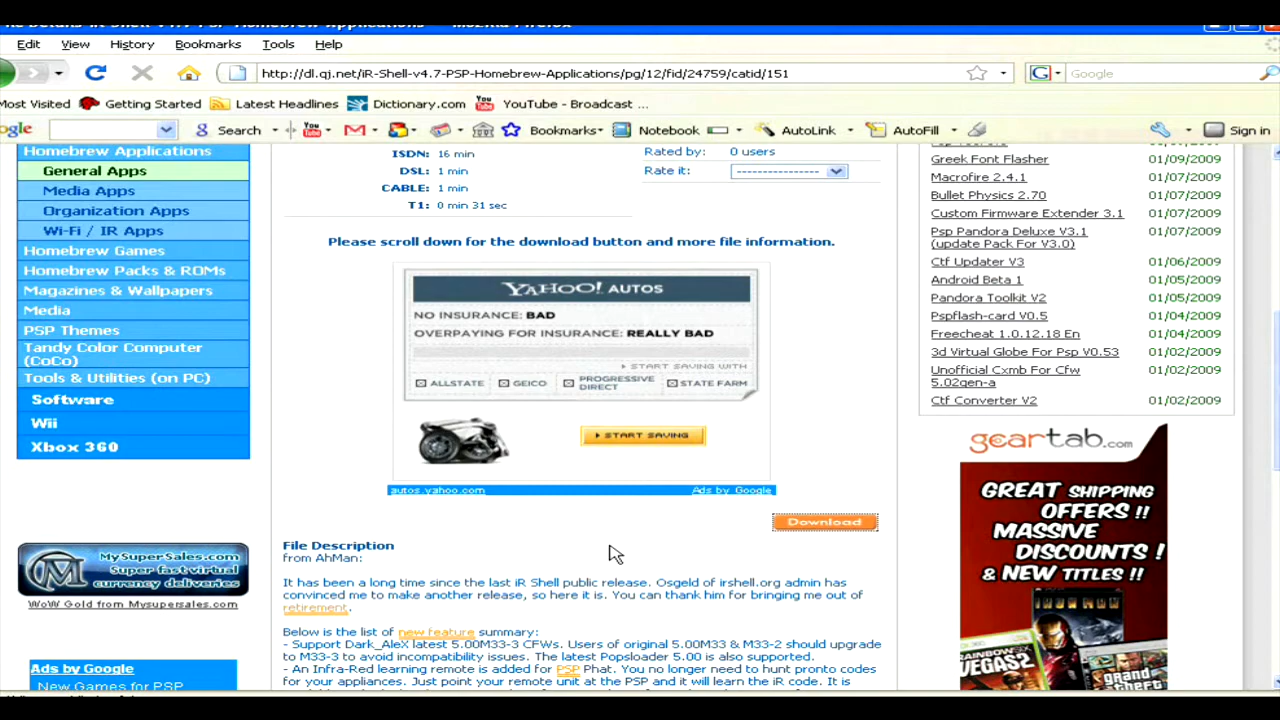 Edit View History Bookmarks Tools Help
http://dl.qj.net/iR-Shell-v4.7-PSP-Homebrew-Applications/pg/12/fid/24759/catid/151
Google
Most Visited Getting Started Latest Headlines Dictionary.com YouTube - Broadcast ...
ogle Search Bookmarks Notebook AutoLink AutoFill Sign in
Homebrew Applications
General Apps
Media Apps
Organization Apps
Wi-Fi / IR Apps
Homebrew Games
Homebrew Packs & ROMs
Magazines & Wallpapers
Media
PSP Themes
Tandy Color Computer
(CoCo)
Tools & Utilities (on PC)
Software
Wii
Xbox 360
MySuperSales.com
Super fast virtual
currency deliveries
WoW Gold from Mysupersales.com
Ads by Google
New Games for PSP
ISDN: 16 min
DSL: 1 min
CABLE: 1 min
T1: 0 min 31 sec
Rated by: 0 users
Rate it: ----------------
Please scroll down for the download button and more file information.
YAHOO! AUTOS
NO INSURANCE: BAD
OVERPAYING FOR INSURANCE: REALLY BAD
START SAVING WITH
ALLSTATE GEICO PROGRESSIVE DIRECT STATE FARM
START SAVING
autos.yahoo.com Ads by Google
Download
File Description
from AhMan:
It has been a long time since the last iR Shell public release. Osgeld of irshell.org admin has
convinced me to make another release, so here it is. You can thank him for bringing me out of
retirement.
Below is the list of new feature summary:
- Support Dark_AleX latest 5.00M33-3 CFWs. Users of original 5.00M33 & M33-2 should upgrade
to M33-3 to avoid incompatibility issues. The latest Popsloader 5.00 is also supported.
- An Infra-Red learning remote is added for PSP Phat. You no longer need to hunt pronto codes
for your appliances. Just point your remote unit at the PSP and it will learn the iR code. It is
Greek Font Flasher 01/09/2009
Macrofire 2.4.1 01/07/2009
Bullet Physics 2.70 01/07/2009
Custom Firmware Extender 3.1 01/07/2009
Psp Pandora Deluxe V3.1 01/07/2009
(update Pack For V3.0)
Ctf Updater V3 01/06/2009
Android Beta 1 01/05/2009
Pandora Toolkit V2 01/05/2009
Pspflash-card V0.5 01/04/2009
Freecheat 1.0.12.18 En 01/04/2009
3d Virtual Globe For Psp V0.53 01/02/2009
Unofficial Cxmb For Cfw 01/02/2009
5.02gen-a
Ctf Converter V2 01/02/2009
geartab.com
GREAT SHIPPING
OFFERS !!
MASSIVE
DISCOUNTS !
& NEW TITLES !!
IRON MAN
RAINBOW SIX
VEGAS 2
grand theft